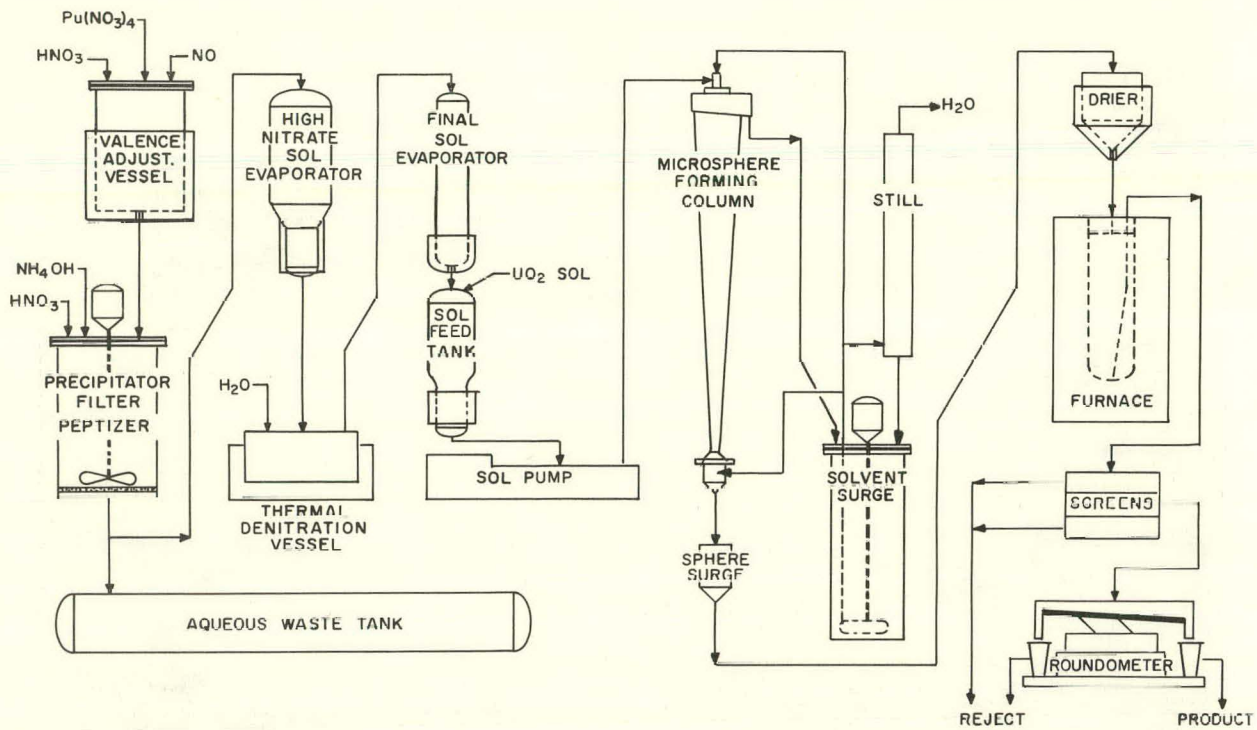 Pu(NO3)4
HNO3
NO
VALENCE
ADJUST.
VESSEL
NH4OH
HNO3
PRECIPITATOR
FILTER
PEPTIZER
HIGH
NITRATE
SOL
EVAPORATOR
H2O
THERMAL
DENITRATION
VESSEL
AQUEOUS WASTE TANK
FINAL
SOL
EVAPORATOR
UO2 SOL
SOL
FEED
TANK
SOL PUMP
MICROSPHERE
FORMING
COLUMN
SPHERE
SURGE
H2O
STILL
SOLVENT
SURGE
DRIER
FURNACE
SCREENS
ROUNDOMETER
REJECT
PRODUCT